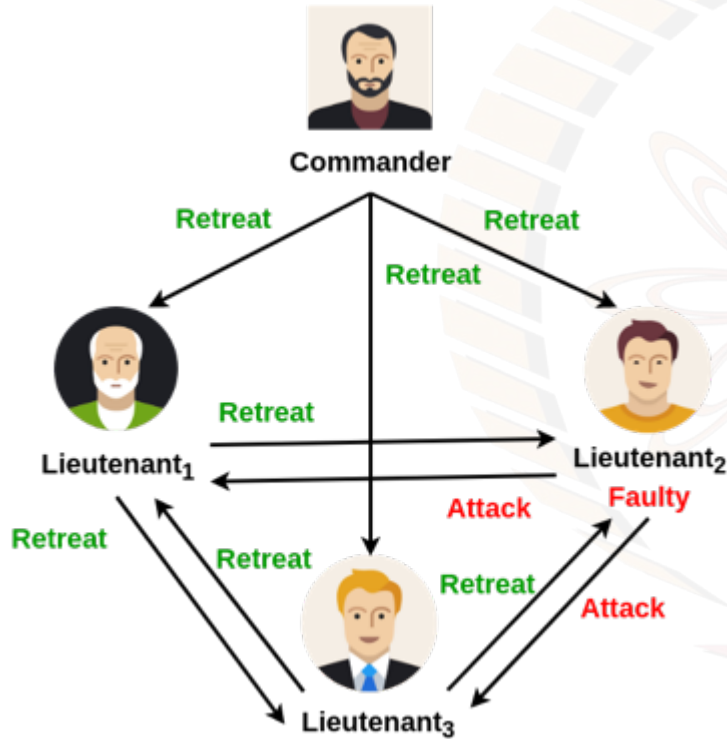 Commander
Retreat
Retreat
Retreat
Retreat
Lieutenant₁
Lieutenant₂
Attack
Faulty
Retreat
Retreat
Retreat
Attack
Lieutenant₃